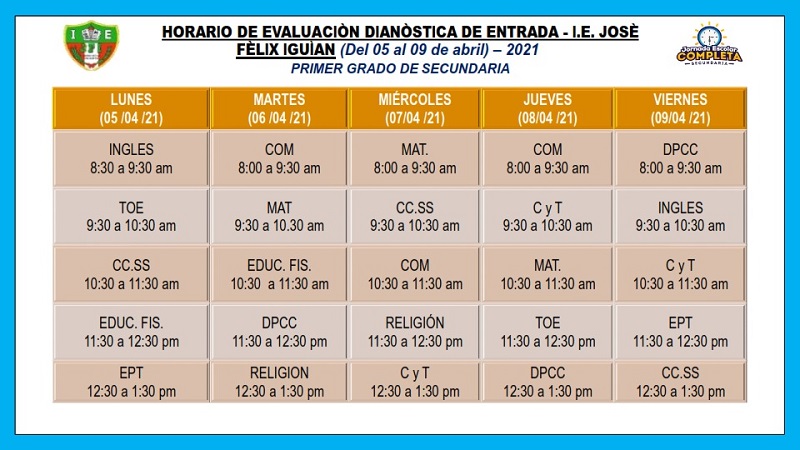 I E
HORARIO DE EVALUACIÒN DIANÒSTICA DE ENTRADA - I.E. JOSÈ
FÈLIX IGUÌAN (Del 05 al 09 de abril) – 2021
PRIMER GRADO DE SECUNDARIA
Jornada Escolar
COMPLETA
SECUNDARIA
LUNES
(05 /04 /21)
MARTES
(06 /04 /21)
MIÉRCOLES
(07/04 /21)
JUEVES
(08/04 /21)
VIERNES
(09/04 /21)
INGLES
8:30 a 9:30 am
COM
8:00 a 9:30 am
MAT.
8:00 a 9:30 am
COM
8:00 a 9:30 am
DPCC
8:00 a 9:30 am
TOE
9:30 a 10:30 am
MAT
9:30 a 10.30 am
CC.SS
9:30 a 10:30 am
C y T
9:30 a 10:30 am
INGLES
9:30 a 10:30 am
CC.SS
10:30 a 11:30 am
EDUC. FIS.
10:30 a 11:30 am
COM
10:30 a 11:30 am
MAT.
10:30 a 11:30 am
C y T
10:30 a 11:30 am
EDUC. FIS.
11:30 a 12:30 pm
DPCC
11:30 a 12:30 pm
RELIGIÓN
11:30 a 12:30 pm
TOE
11:30 a 12:30 pm
EPT
11:30 a 12:30 pm
EPT
12:30 a 1:30 pm
RELIGION
12:30 a 1:30 pm
C y T
12:30 a 1:30 pm
DPCC
12:30 a 1:30 pm
CC.SS
12:30 a 1:30 pm